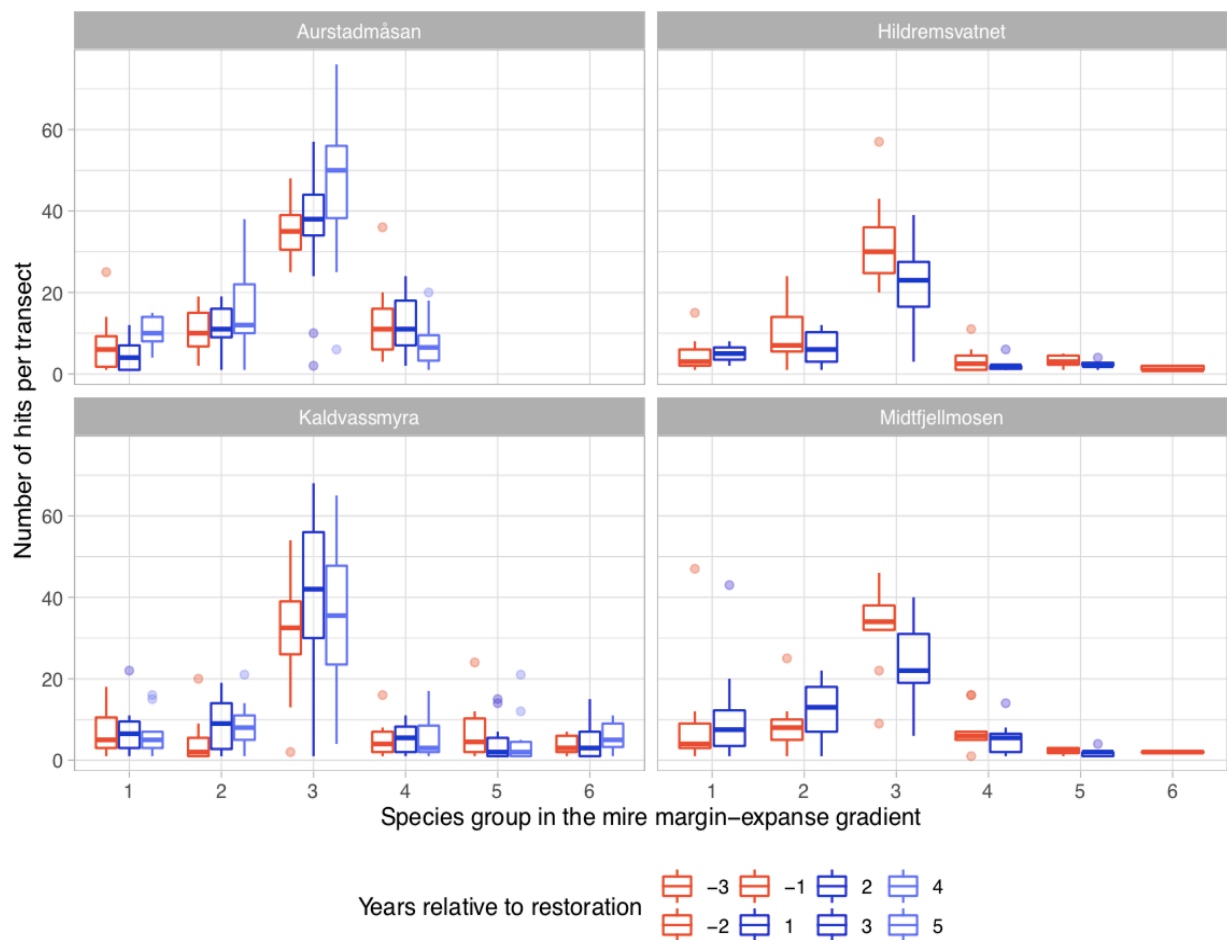 Aurstadmåsan
Hildremsvatnet
Number of hits per transect
60
40
20
0
Kaldvassmyra
Midtfjellmosen
60
40
20
0
1 2 3 4 5 6
1 2 3 4 5 6
Species group in the mire margin−expanse gradient
Years relative to restoration
−3 −1 2 4
−2 1 3 5